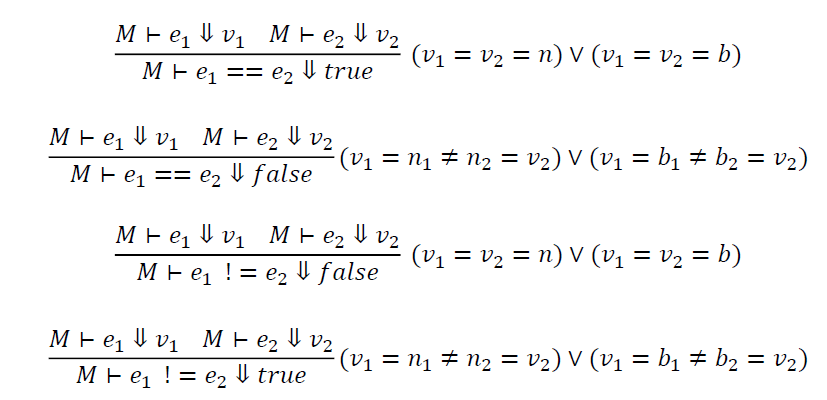 M ⊢ e₁ ⇓ v₁   M ⊢ e₂ ⇓ v₂
M ⊢ e₁ == e₂ ⇓ true
(v₁ = v₂ = n) ∨ (v₁ = v₂ = b)
M ⊢ e₁ ⇓ v₁   M ⊢ e₂ ⇓ v₂
M ⊢ e₁ == e₂ ⇓ false
(v₁ = n₁ ≠ n₂ = v₂) ∨ (v₁ = b₁ ≠ b₂ = v₂)
M ⊢ e₁ ⇓ v₁   M ⊢ e₂ ⇓ v₂
M ⊢ e₁ != e₂ ⇓ false
(v₁ = v₂ = n) ∨ (v₁ = v₂ = b)
M ⊢ e₁ ⇓ v₁   M ⊢ e₂ ⇓ v₂
M ⊢ e₁ != e₂ ⇓ true
(v₁ = n₁ ≠ n₂ = v₂) ∨ (v₁ = b₁ ≠ b₂ = v₂)